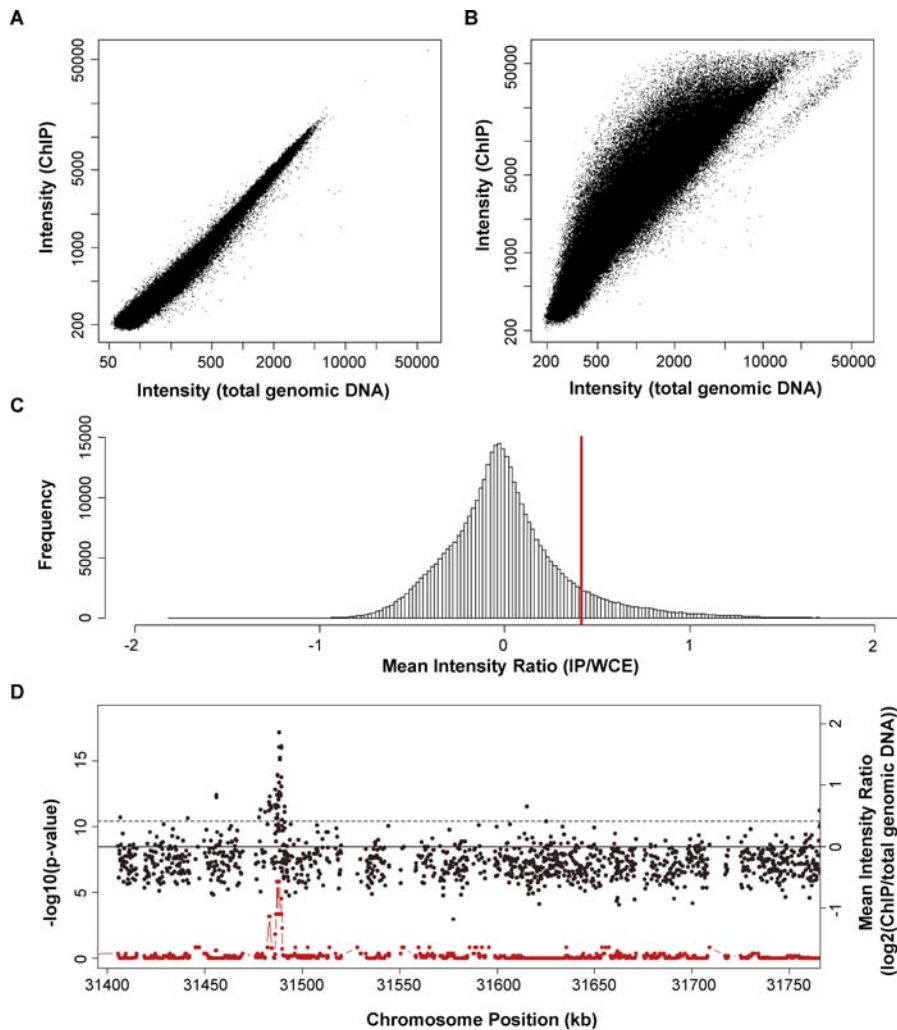 A
B
Intensity (ChIP)
50000
5000
1000
200
50 500 2000 10000 50000
Intensity (total genomic DNA)
Intensity (ChIP)
50000
5000
1000
200
200 500 2000 10000 50000
Intensity (total genomic DNA)
C
Frequency
15000
10000
5000
0
-2 -1 0 1 2
Mean Intensity Ratio (IP/WCE)
D
-log10(p-value)
15
10
5
0
2
1
0
-1
Mean Intensity Ratio
(log2(ChIP/total genomic DNA))
31400 31450 31500 31550 31600 31650 31700 31750
Chromosome Position (kb)